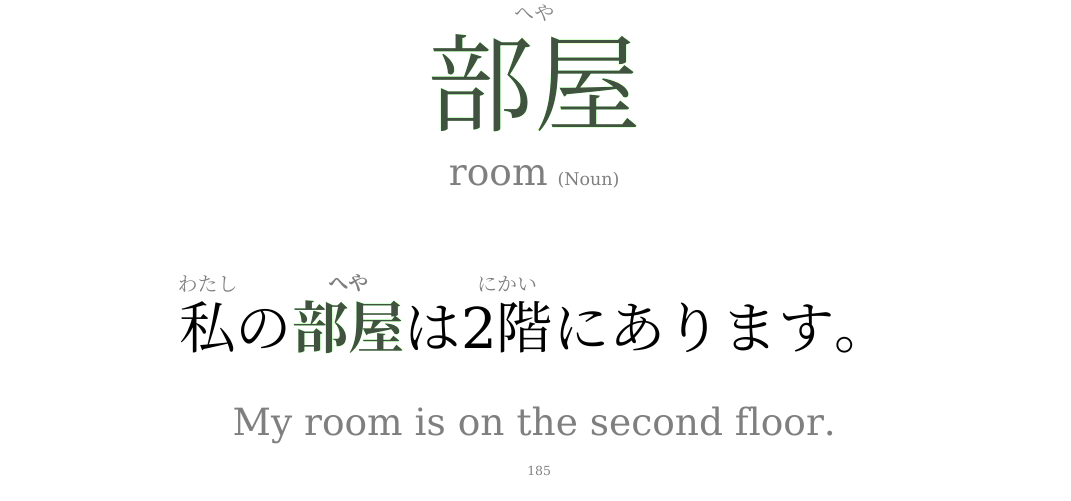 へや
部屋
room (Noun)
わたし へや にかい
私の部屋は2階にあります。
My room is on the second floor.
185